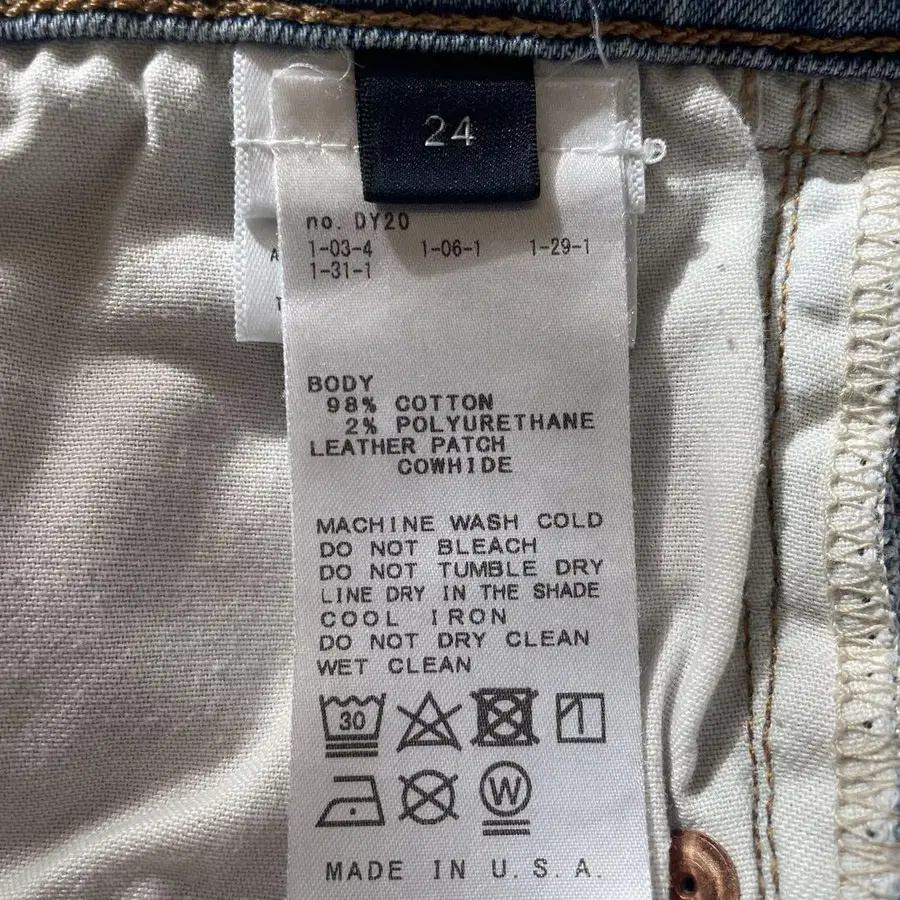 24
no. DY20
1-03-4 1-06-1 1-29-1
1-31-1
BODY
98% COTTON
2% POLYURETHANE
LEATHER PATCH
COWHIDE
MACHINE WASH COLD
DO NOT BLEACH
DO NOT TUMBLE DRY
LINE DRY IN THE SHADE
COOL IRON
DO NOT DRY CLEAN
WET CLEAN
30
W
MADE IN U.S.A.